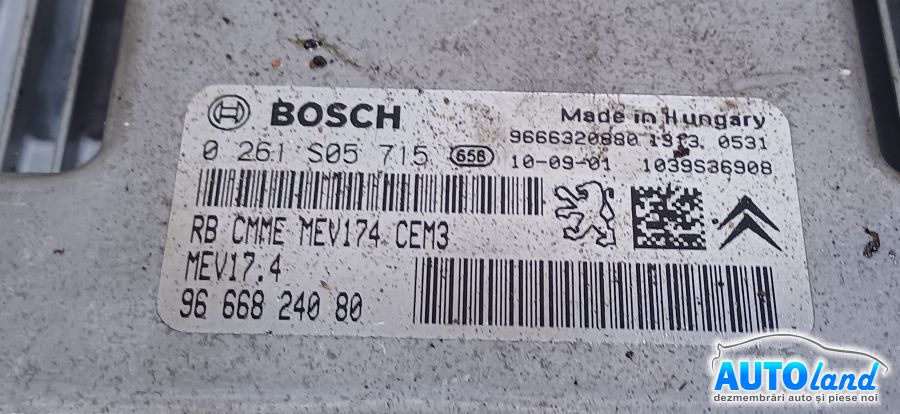 BOSCH
Made in Hungary
9666320880 19f3 0531
0 261 S05 715 658
10-09-01 1039S36908
RB CMME MEV174 CEM3
MEV17.4
96 668 240 80
AUTOland
dezmembrări auto și piese noi